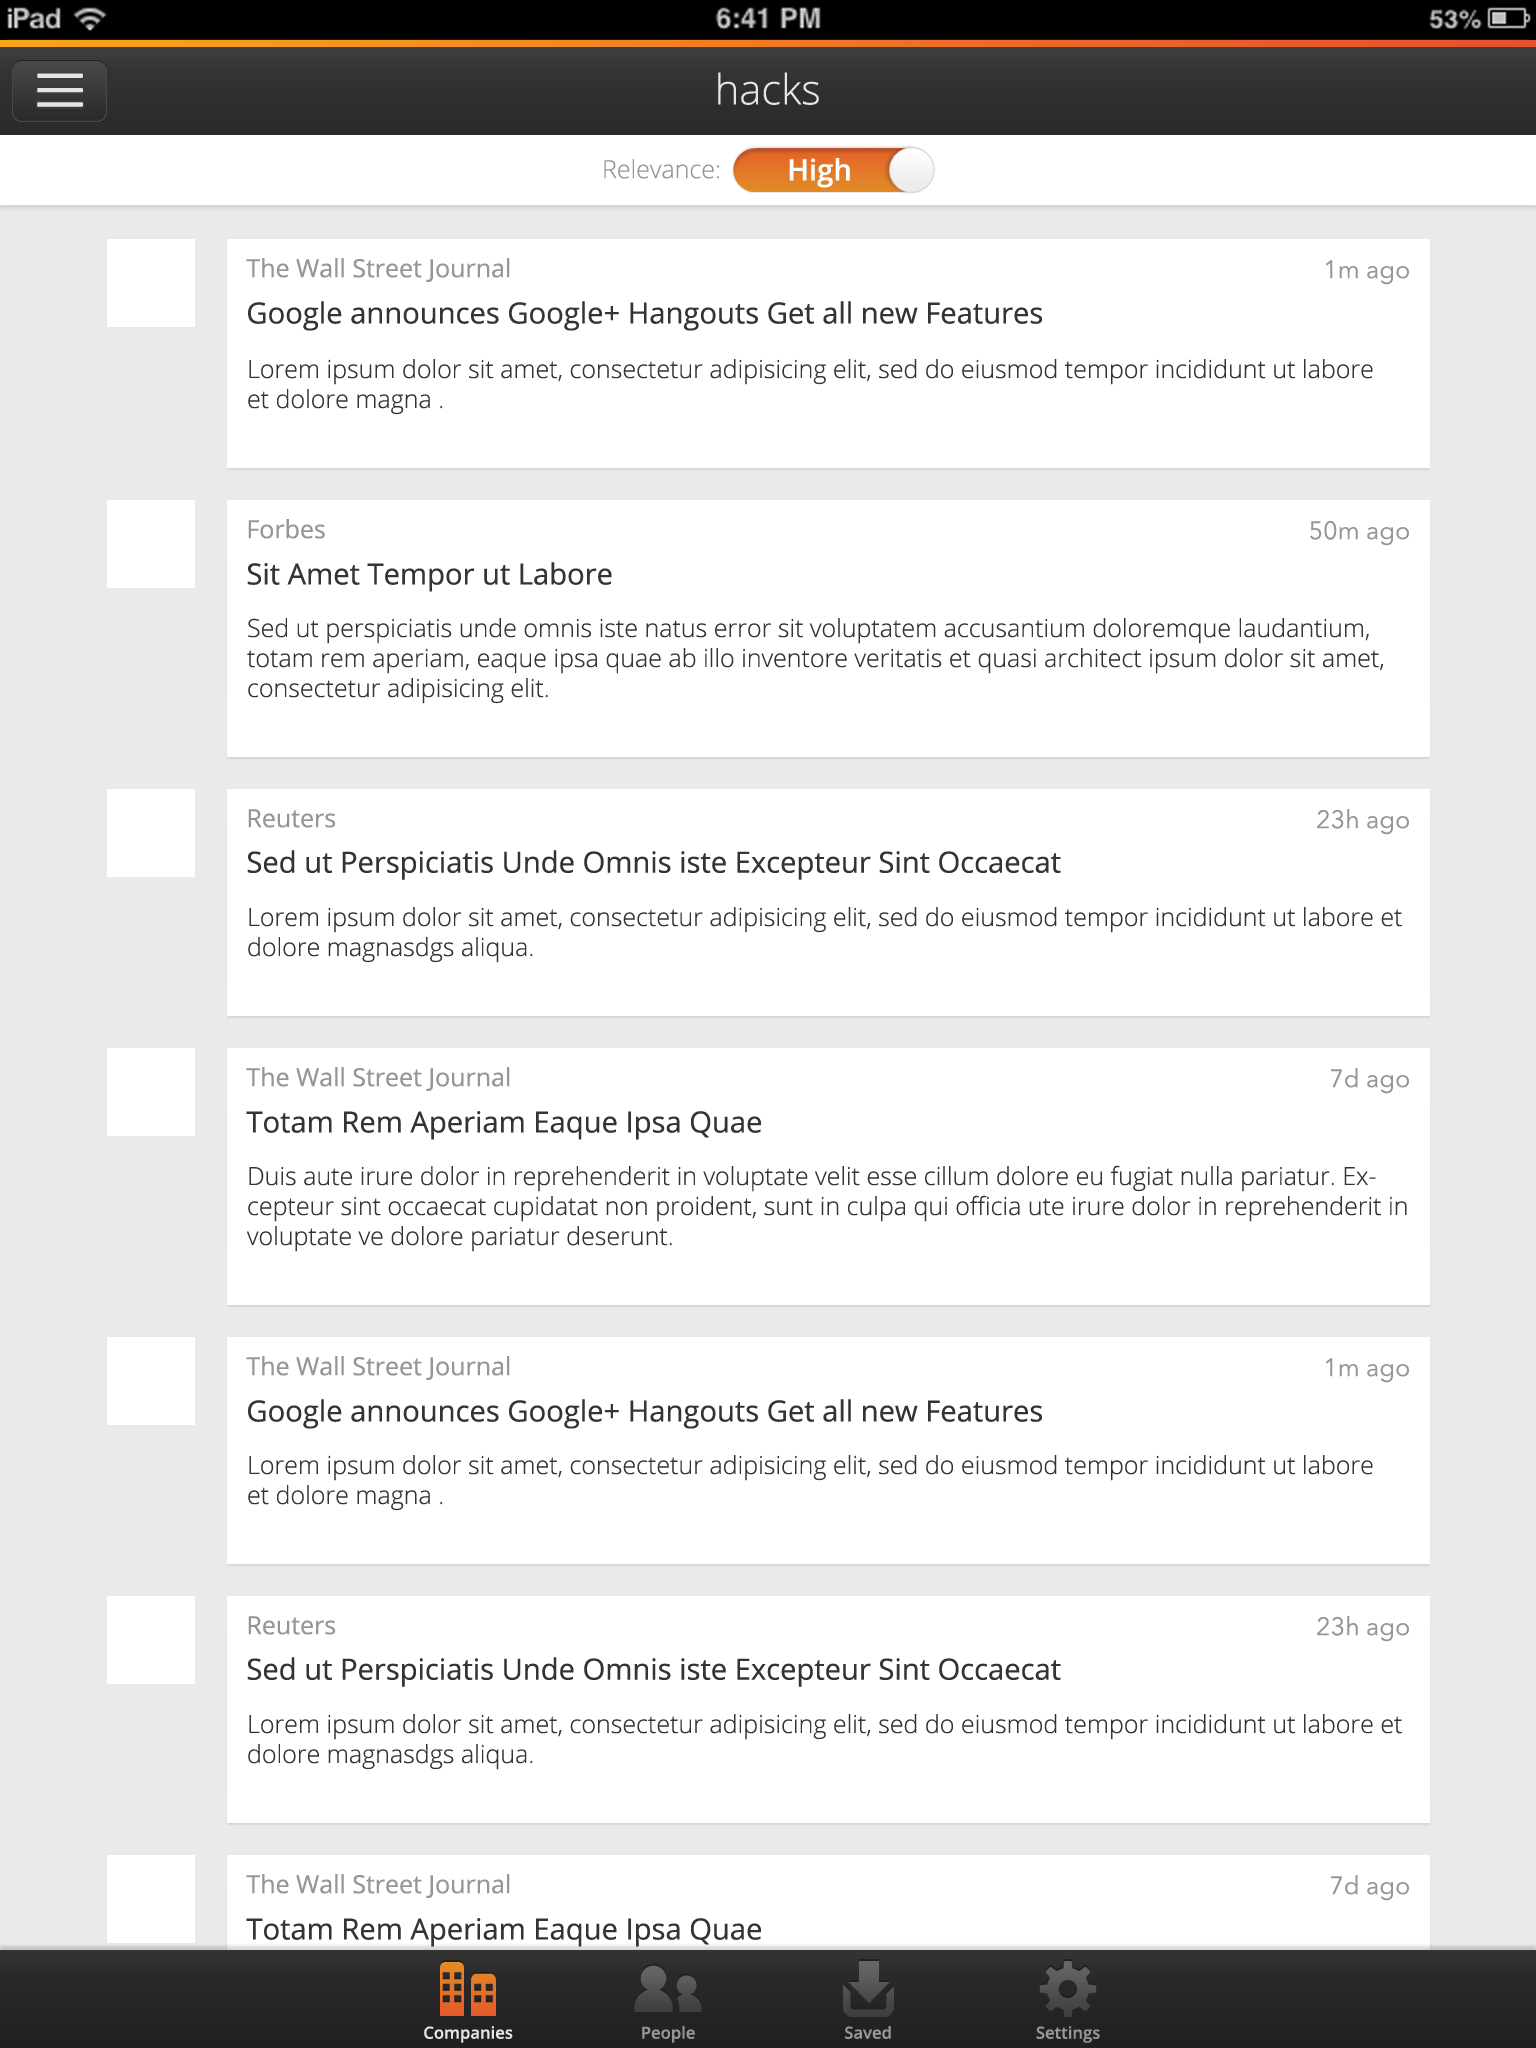 iPad 6:41 PM 53%
hacks
Relevance: High
The Wall Street Journal 1m ago
Google announces Google+ Hangouts Get all new Features
Lorem ipsum dolor sit amet, consectetur adipisicing elit, sed do eiusmod tempor incididunt ut labore
et dolore magna .
Forbes 50m ago
Sit Amet Tempor ut Labore
Sed ut perspiciatis unde omnis iste natus error sit voluptatem accusantium doloremque laudantium,
totam rem aperiam, eaque ipsa quae ab illo inventore veritatis et quasi architect ipsum dolor sit amet,
consectetur adipisicing elit.
Reuters 23h ago
Sed ut Perspiciatis Unde Omnis iste Excepteur Sint Occaecat
Lorem ipsum dolor sit amet, consectetur adipisicing elit, sed do eiusmod tempor incididunt ut labore et
dolore magnasdgs aliqua.
The Wall Street Journal 7d ago
Totam Rem Aperiam Eaque Ipsa Quae
Duis aute irure dolor in reprehenderit in voluptate velit esse cillum dolore eu fugiat nulla pariatur. Ex-
cepteur sint occaecat cupidatat non proident, sunt in culpa qui officia ute irure dolor in reprehenderit in
voluptate ve dolore pariatur deserunt.
The Wall Street Journal 1m ago
Google announces Google+ Hangouts Get all new Features
Lorem ipsum dolor sit amet, consectetur adipisicing elit, sed do eiusmod tempor incididunt ut labore
et dolore magna .
Reuters 23h ago
Sed ut Perspiciatis Unde Omnis iste Excepteur Sint Occaecat
Lorem ipsum dolor sit amet, consectetur adipisicing elit, sed do eiusmod tempor incididunt ut labore et
dolore magnasdgs aliqua.
The Wall Street Journal 7d ago
Totam Rem Aperiam Eaque Ipsa Quae
Companies People Saved Settings